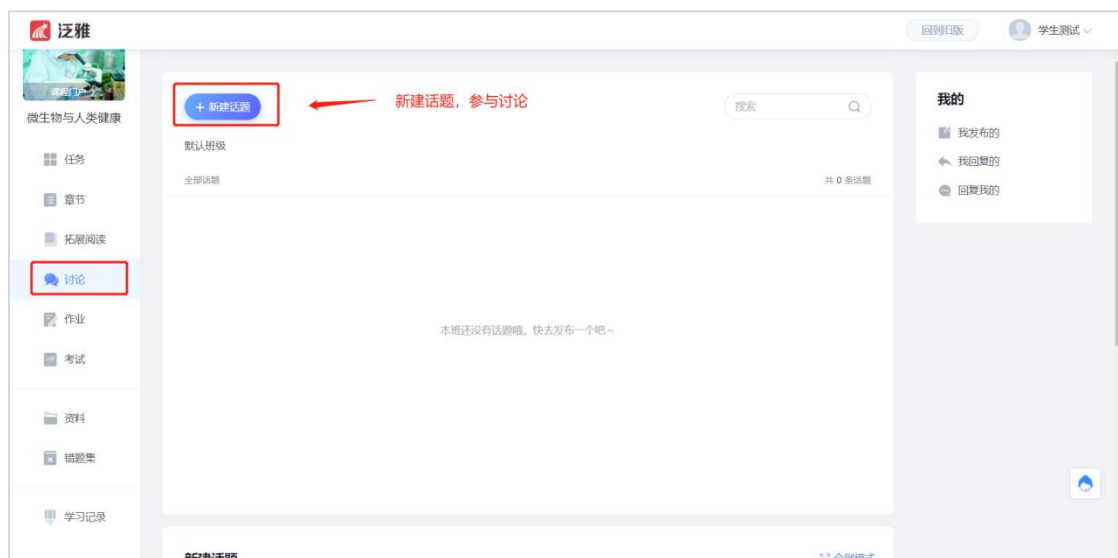 泛雅
回到旧版
学生测试
课程门户
微生物与人类健康
任务
章节
拓展阅读
讨论
作业
考试
资料
错题集
学习记录
+ 新建话题
新建话题，参与讨论
搜索
默认班级
全部话题
共 0 条话题
本班还没有话题哦，快去发布一个吧~
新建话题
全屏模式
我的
我发布的
我回复的
回复我的